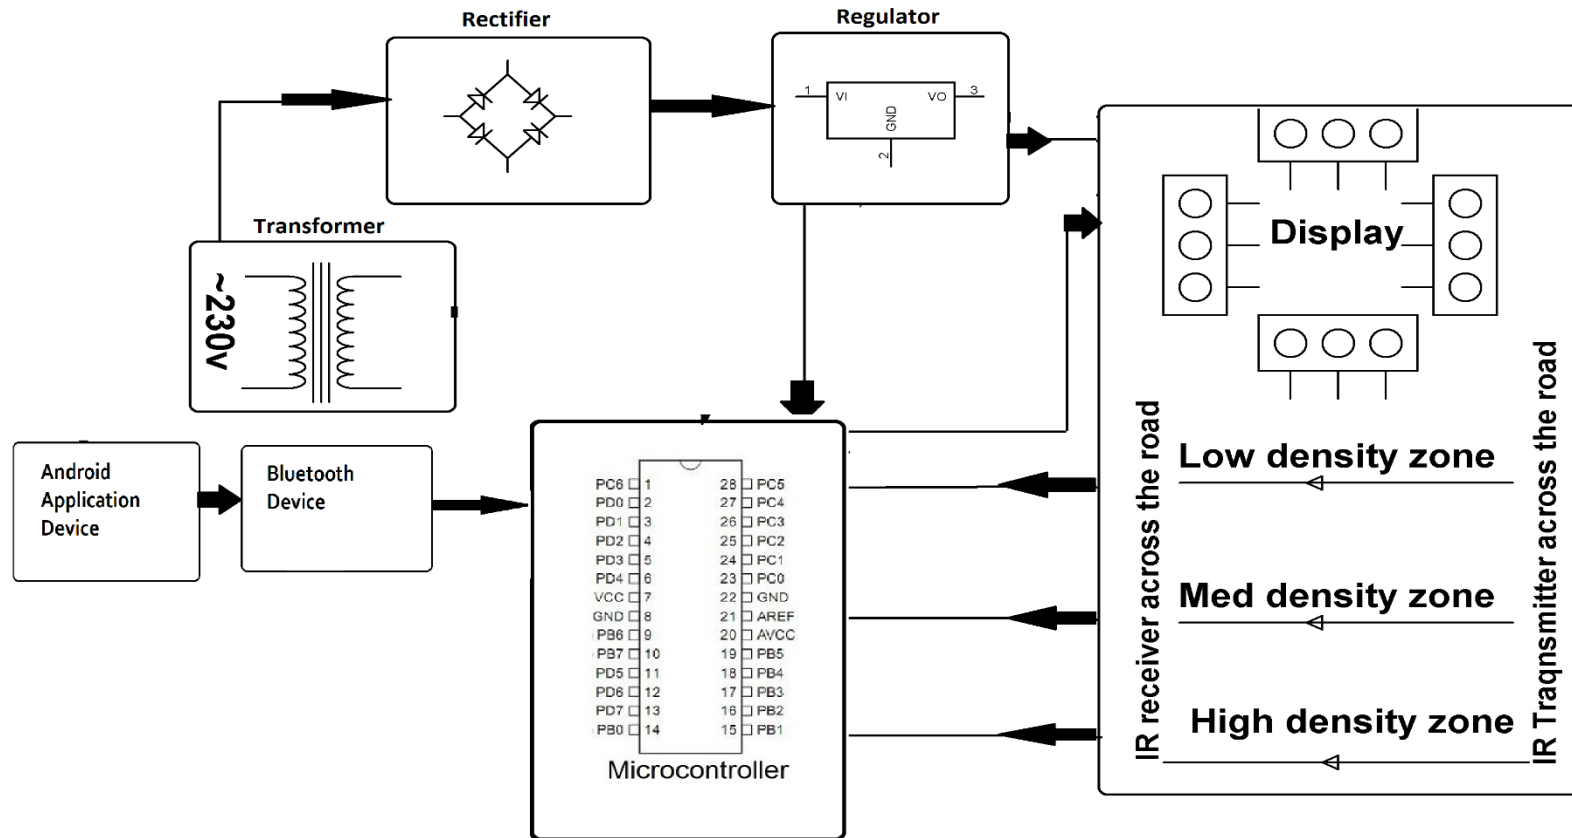 Rectifier
Regulator
1
VI
VO
3
GND
2
Transformer
~230v
Display
Android
Application
Device
Bluetooth
Device
PC6 1 28 PC5
PD0 2 27 PC4
PD1 3 26 PC3
PD2 4 25 PC2
PD3 5 24 PC1
PD4 6 23 PC0
VCC 7 22 GND
GND 8 21 AREF
PB6 9 20 AVCC
PB7 10 19 PB5
PD5 11 18 PB4
PD6 12 17 PB3
PD7 13 16 PB2
PB0 14 15 PB1
Microcontroller
IR receiver across the road
Low density zone
Med density zone
High density zone
IR Traqnsmitter across the road